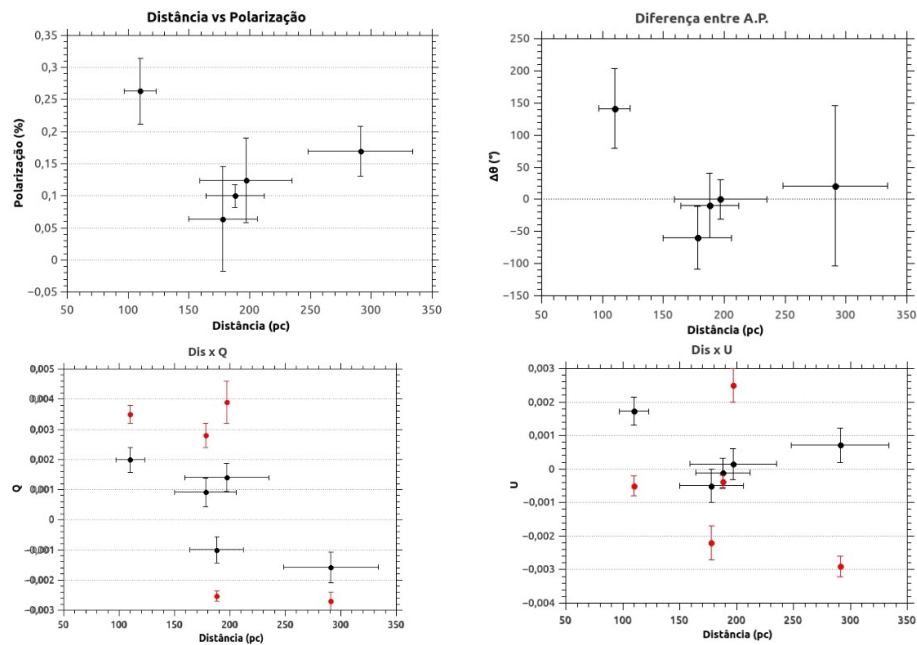 Distância vs Polarização
0,35
0,3
0,25
0,2
0,15
0,1
0,05
0
−0,05
Polarização (%)
50 100 150 200 250 300 350
Distância (pc)
Diferença entre A.P.
250
200
150
100
50
0
−50
−100
−150
Δθ (°)
50 100 150 200 250 300 350
Distância (pc)
Dis x Q
0,005
0,004
0,003
0,002
0,001
0
−0,001
−0,002
−0,003
Q
50 100 150 200 250 300 350
Distância (pc)
Dis x U
0,003
0,002
0,001
0
−0,001
−0,002
−0,003
−0,004
U
50 100 150 200 250 300 350
Distância (pc)